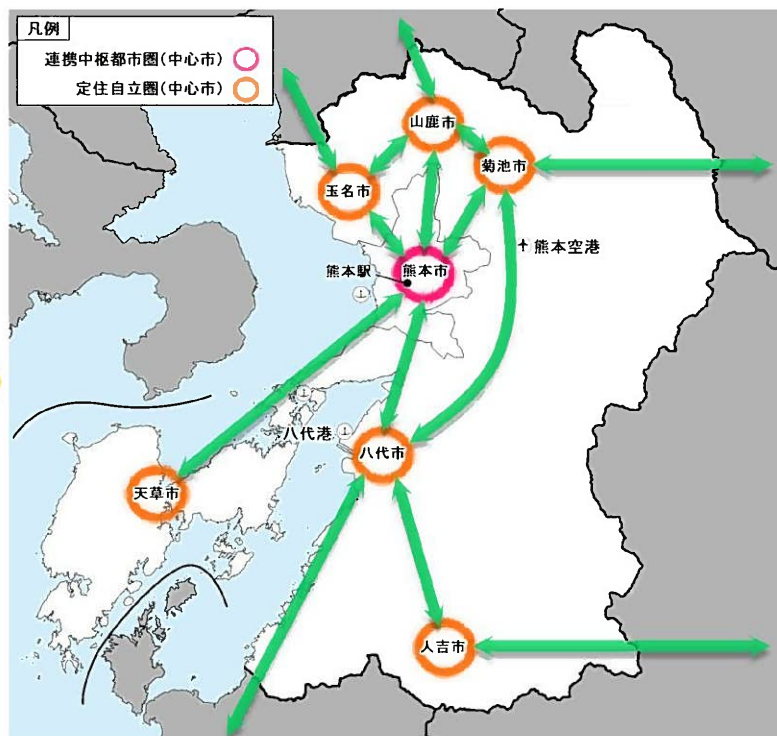 凡例
連携中枢都市圏(中心市)
定住自立圏(中心市)
山鹿市
菊池市
玉名市
熊本空港
熊本駅
熊本市
八代港
八代市
天草市
人吉市